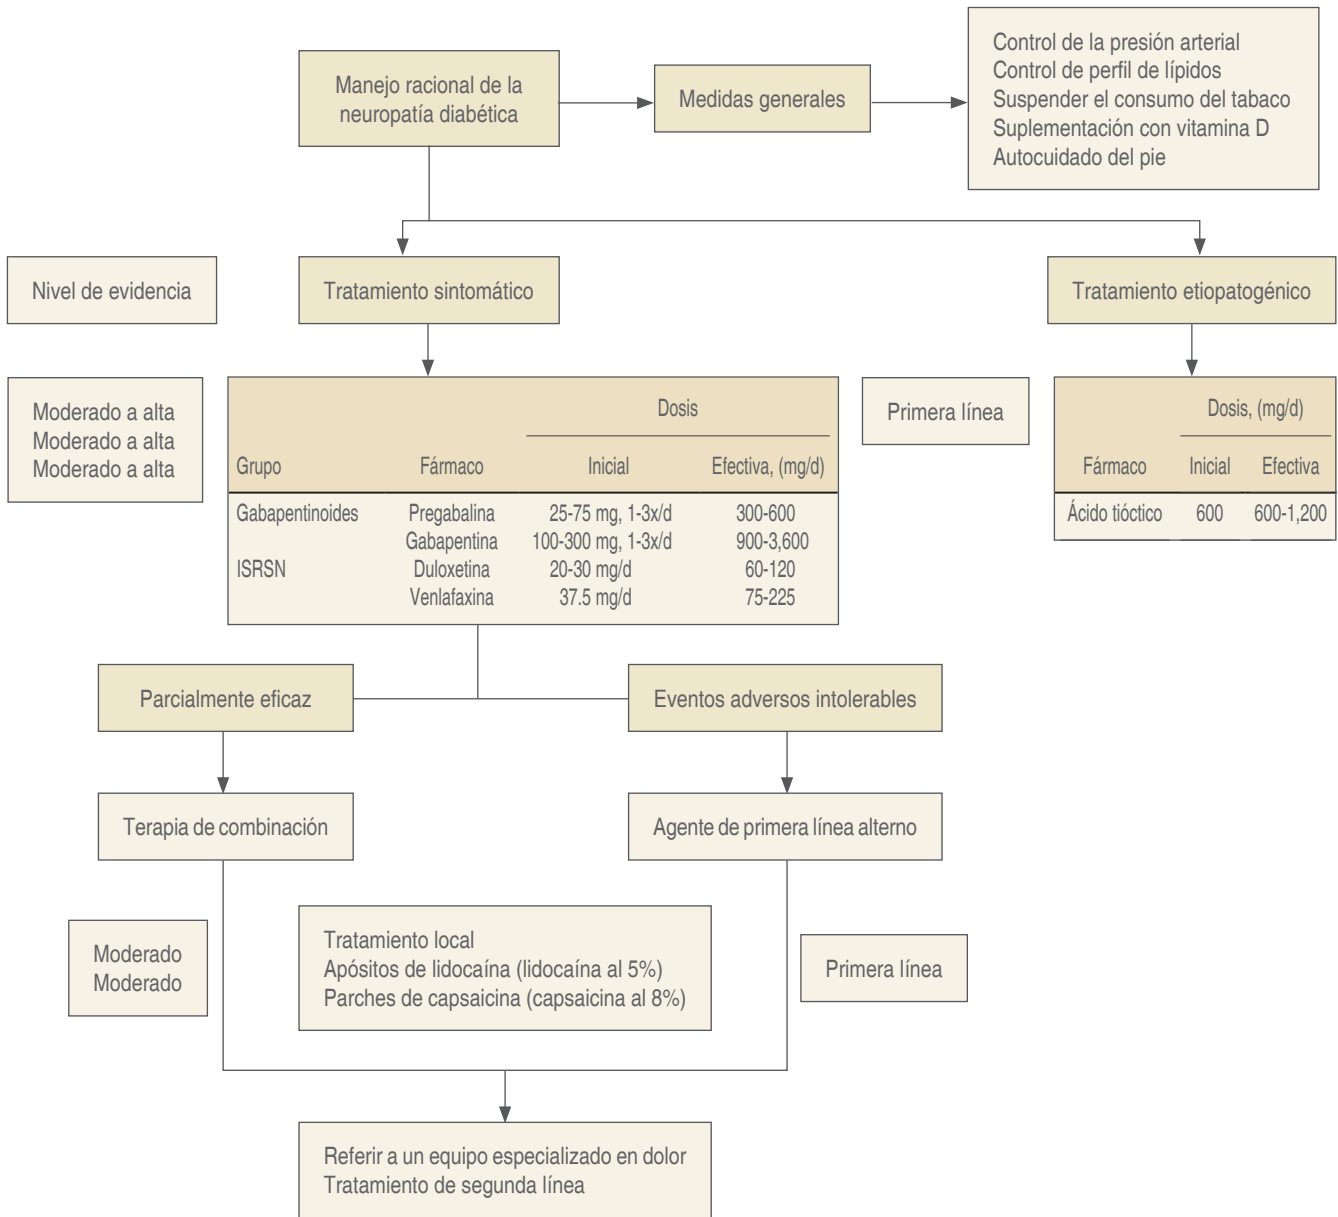 Manejo racional de la
neuropatía diabética
Medidas generales
Control de la presión arterial
Control de perfil de lípidos
Suspender el consumo del tabaco
Suplementación con vitamina D
Autocuidado del pie
Nivel de evidencia
Tratamiento sintomático
Tratamiento etiopatogénico
Moderado a alta
Moderado a alta
Moderado a alta
Dosis
Grupo Fármaco Inicial Efectiva, (mg/d)
Gabapentinoides Pregabalina 25-75 mg, 1-3x/d 300-600
Gabapentina 100-300 mg, 1-3x/d 900-3,600
ISRSN Duloxetina 20-30 mg/d 60-120
Venlafaxina 37.5 mg/d 75-225
Primera línea
Dosis, (mg/d)
Fármaco Inicial Efectiva
Ácido tióctico 600 600-1,200
Parcialmente eficaz
Eventos adversos intolerables
Terapia de combinación
Agente de primera línea alterno
Moderado
Moderado
Tratamiento local
Apósitos de lidocaína (lidocaína al 5%)
Parches de capsaicina (capsaicina al 8%)
Primera línea
Referir a un equipo especializado en dolor
Tratamiento de segunda línea